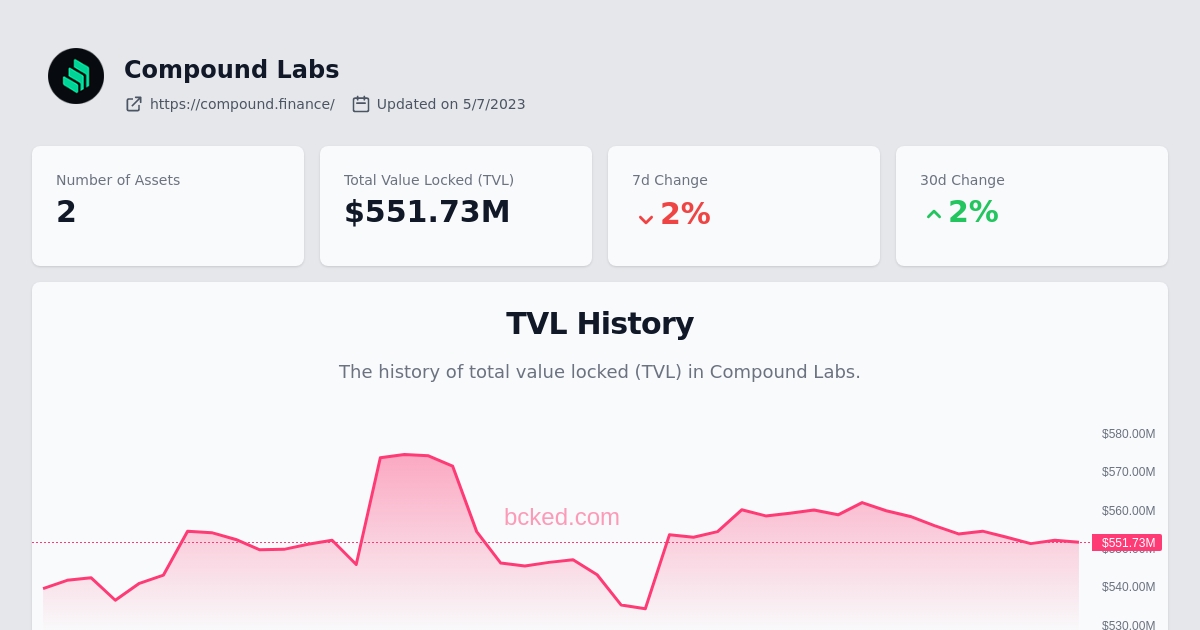 Compound Labs
https://compound.finance/ Updated on 5/7/2023
Number of Assets
2
Total Value Locked (TVL)
$551.73M
7d Change
2%
30d Change
2%
TVL History
The history of total value locked (TVL) in Compound Labs.
bcked.com
$580.00M
$570.00M
$560.00M
$551.73M
$550.00M
$540.00M
$530.00M